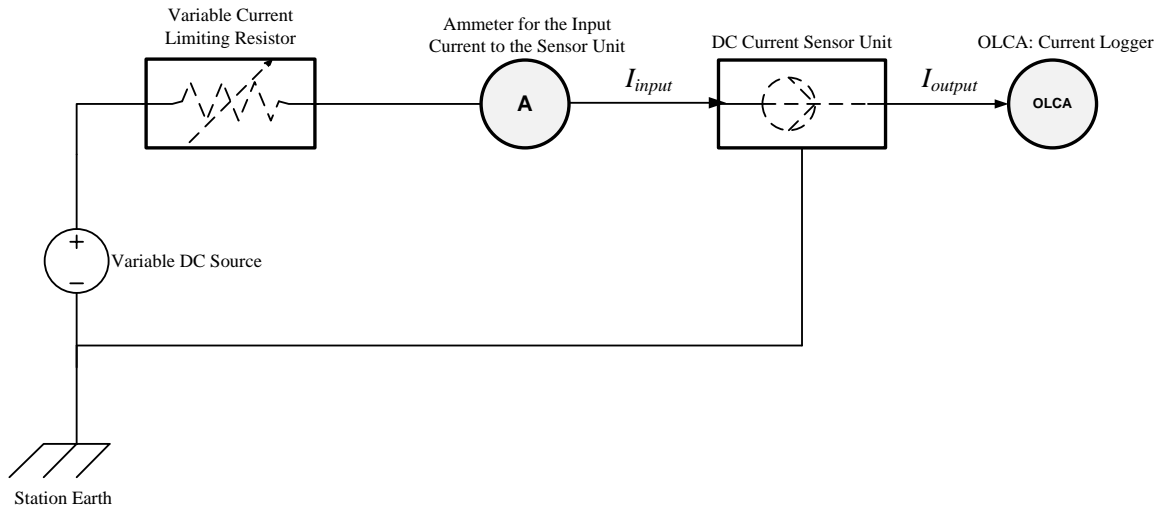 Variable Current
Limiting Resistor
Ammeter for the Input
Current to the Sensor Unit
DC Current Sensor Unit
OLCA: Current Logger
A
I_input
I_output
OLCA
+
−
Variable DC Source
Station Earth